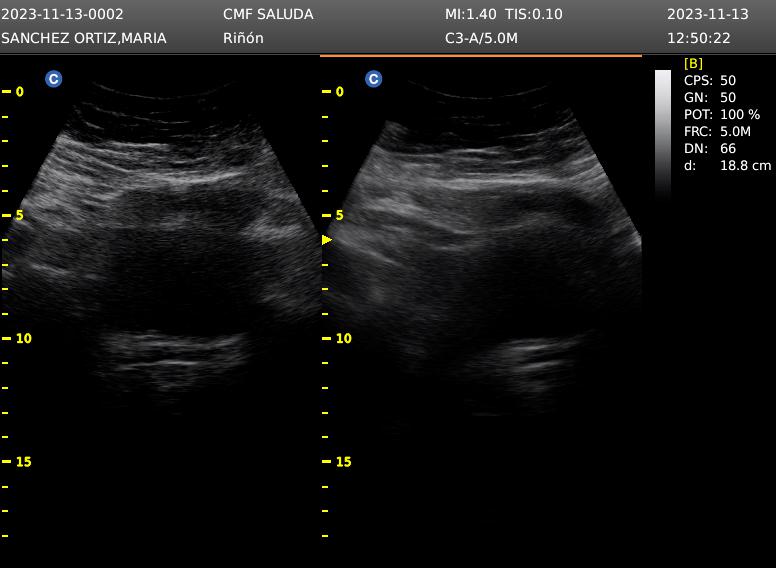 2023-11-13-0002 CMF SALUDA MI:1.40 TIS:0.10 2023-11-13
SANCHEZ ORTIZ,MARIA Riñón C3-A/5.0M 12:50:22
C C [B]
0 0 CPS: 50
GN: 50
POT: 100 %
FRC: 5.0M
DN: 66
d: 18.8 cm
5 5
10 10
15 15